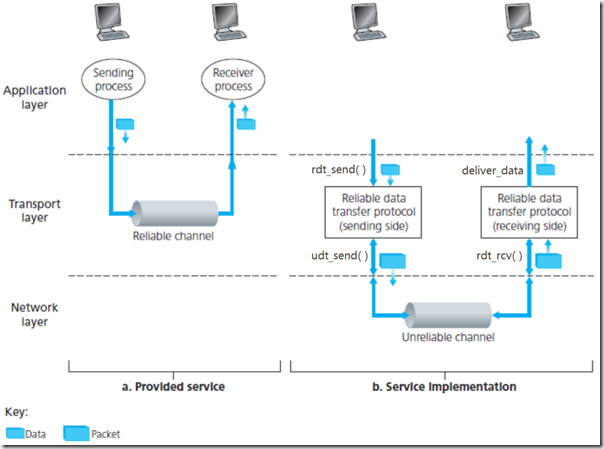 Sending
process
Receiver
process
Application
layer
rdt_send( )
deliver_data
Transport
layer
Reliable channel
Reliable data
transfer protocol
(sending side)
Reliable data
transfer protocol
(receiving side)
udt_send( )
rdt_rcv( )
Network
layer
Unreliable channel
a. Provided service
b. Service implementation
Key:
Data
Packet